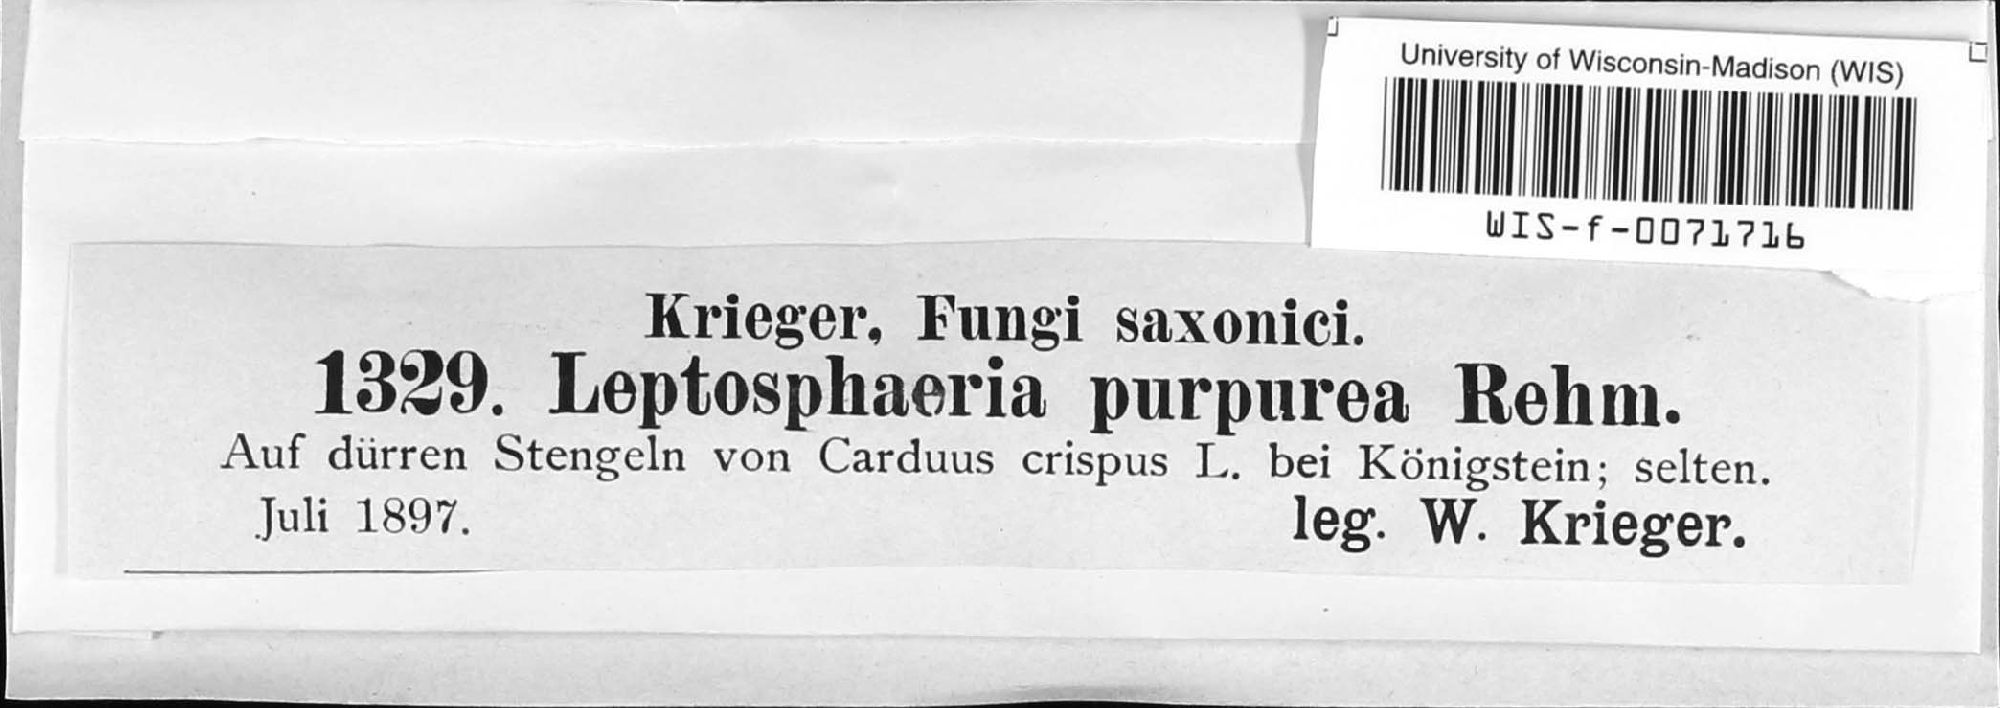 University of Wisconsin-Madison (WIS)
WIS-f-0071716
Krieger, Fungi saxonici.
1329. Leptosphaeria purpurea Rehm.
Auf dürren Stengeln von Carduus crispus L. bei Königstein; selten.
Juli 1897.
leg. W. Krieger.